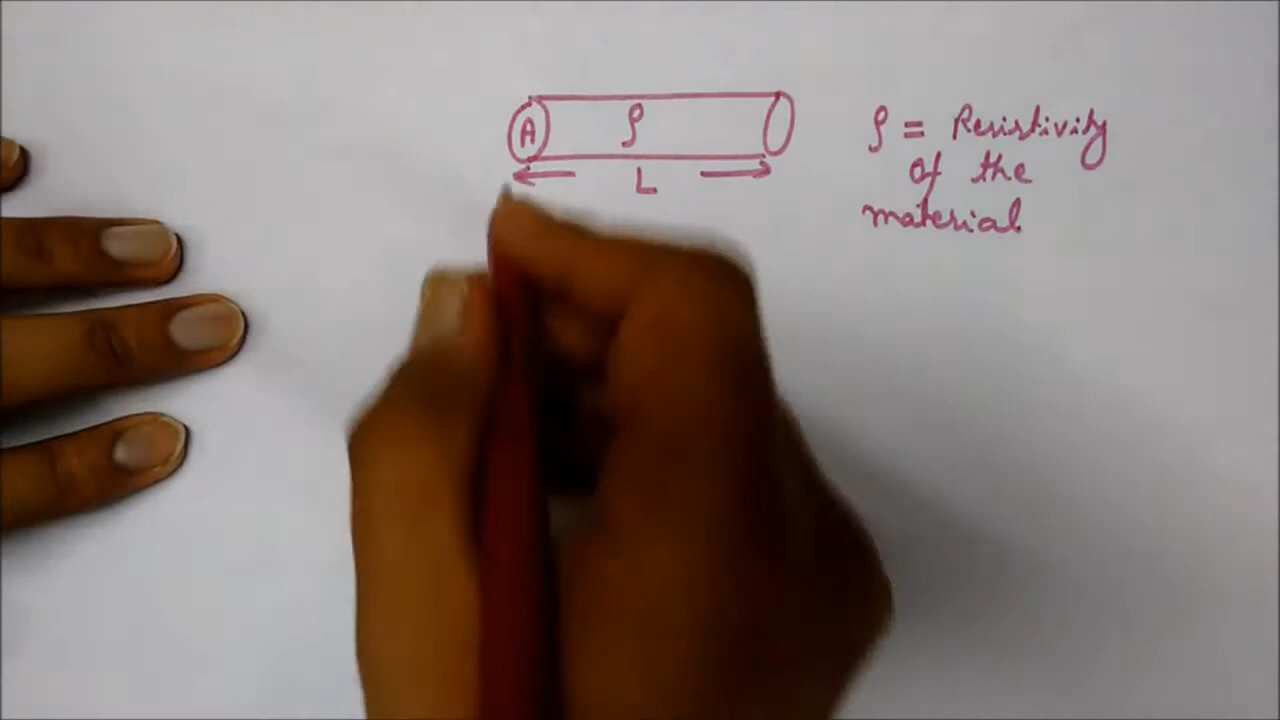 A
ρ
L
ρ = Resistivity
of the
material